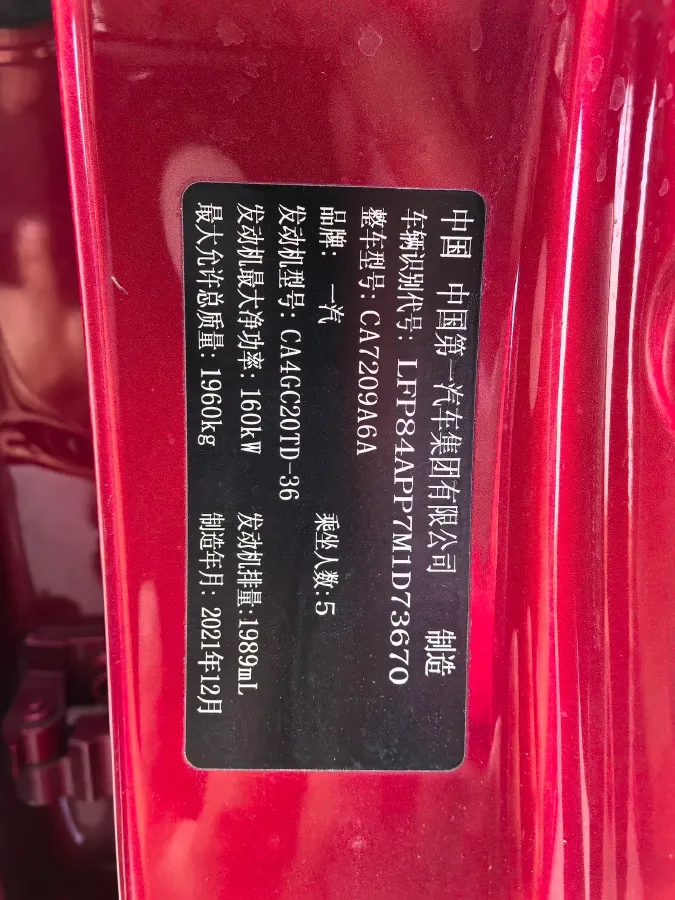 中国 中国第一汽车集团有限公司 制造
车辆识别代号: LFP84APP7M1D73670
整车型号: CA7209A6A
品牌: 一汽 乘坐人数: 5
发动机型号: CA4GC20TD-36
发动机最大净功率: 160kW 发动机排量: 1989mL
最大允许总质量: 1960kg 制造年月: 2021年12月